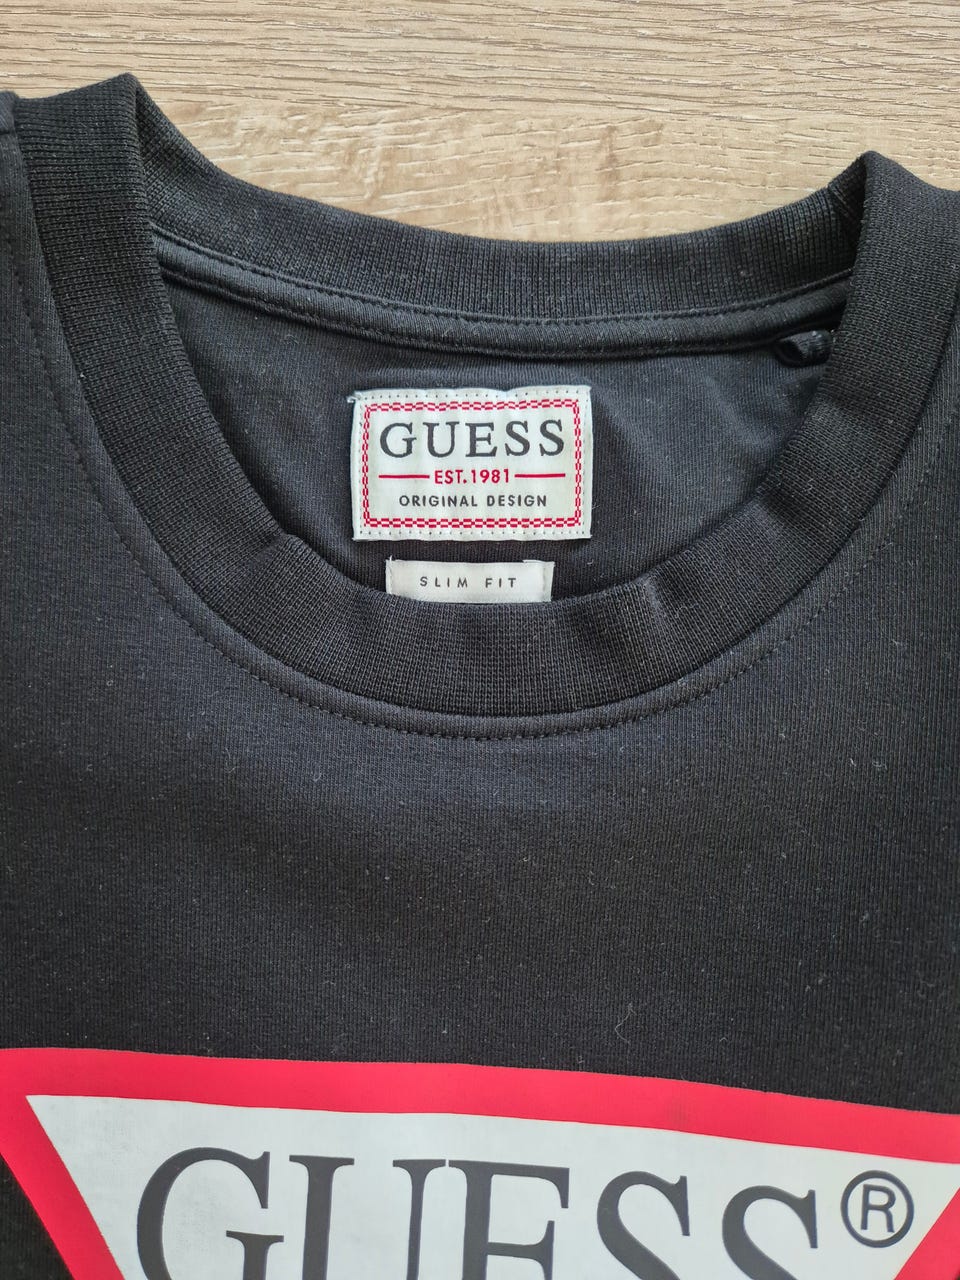 GUESS
EST.1981
ORIGINAL DESIGN
SLIM FIT
GUESS®